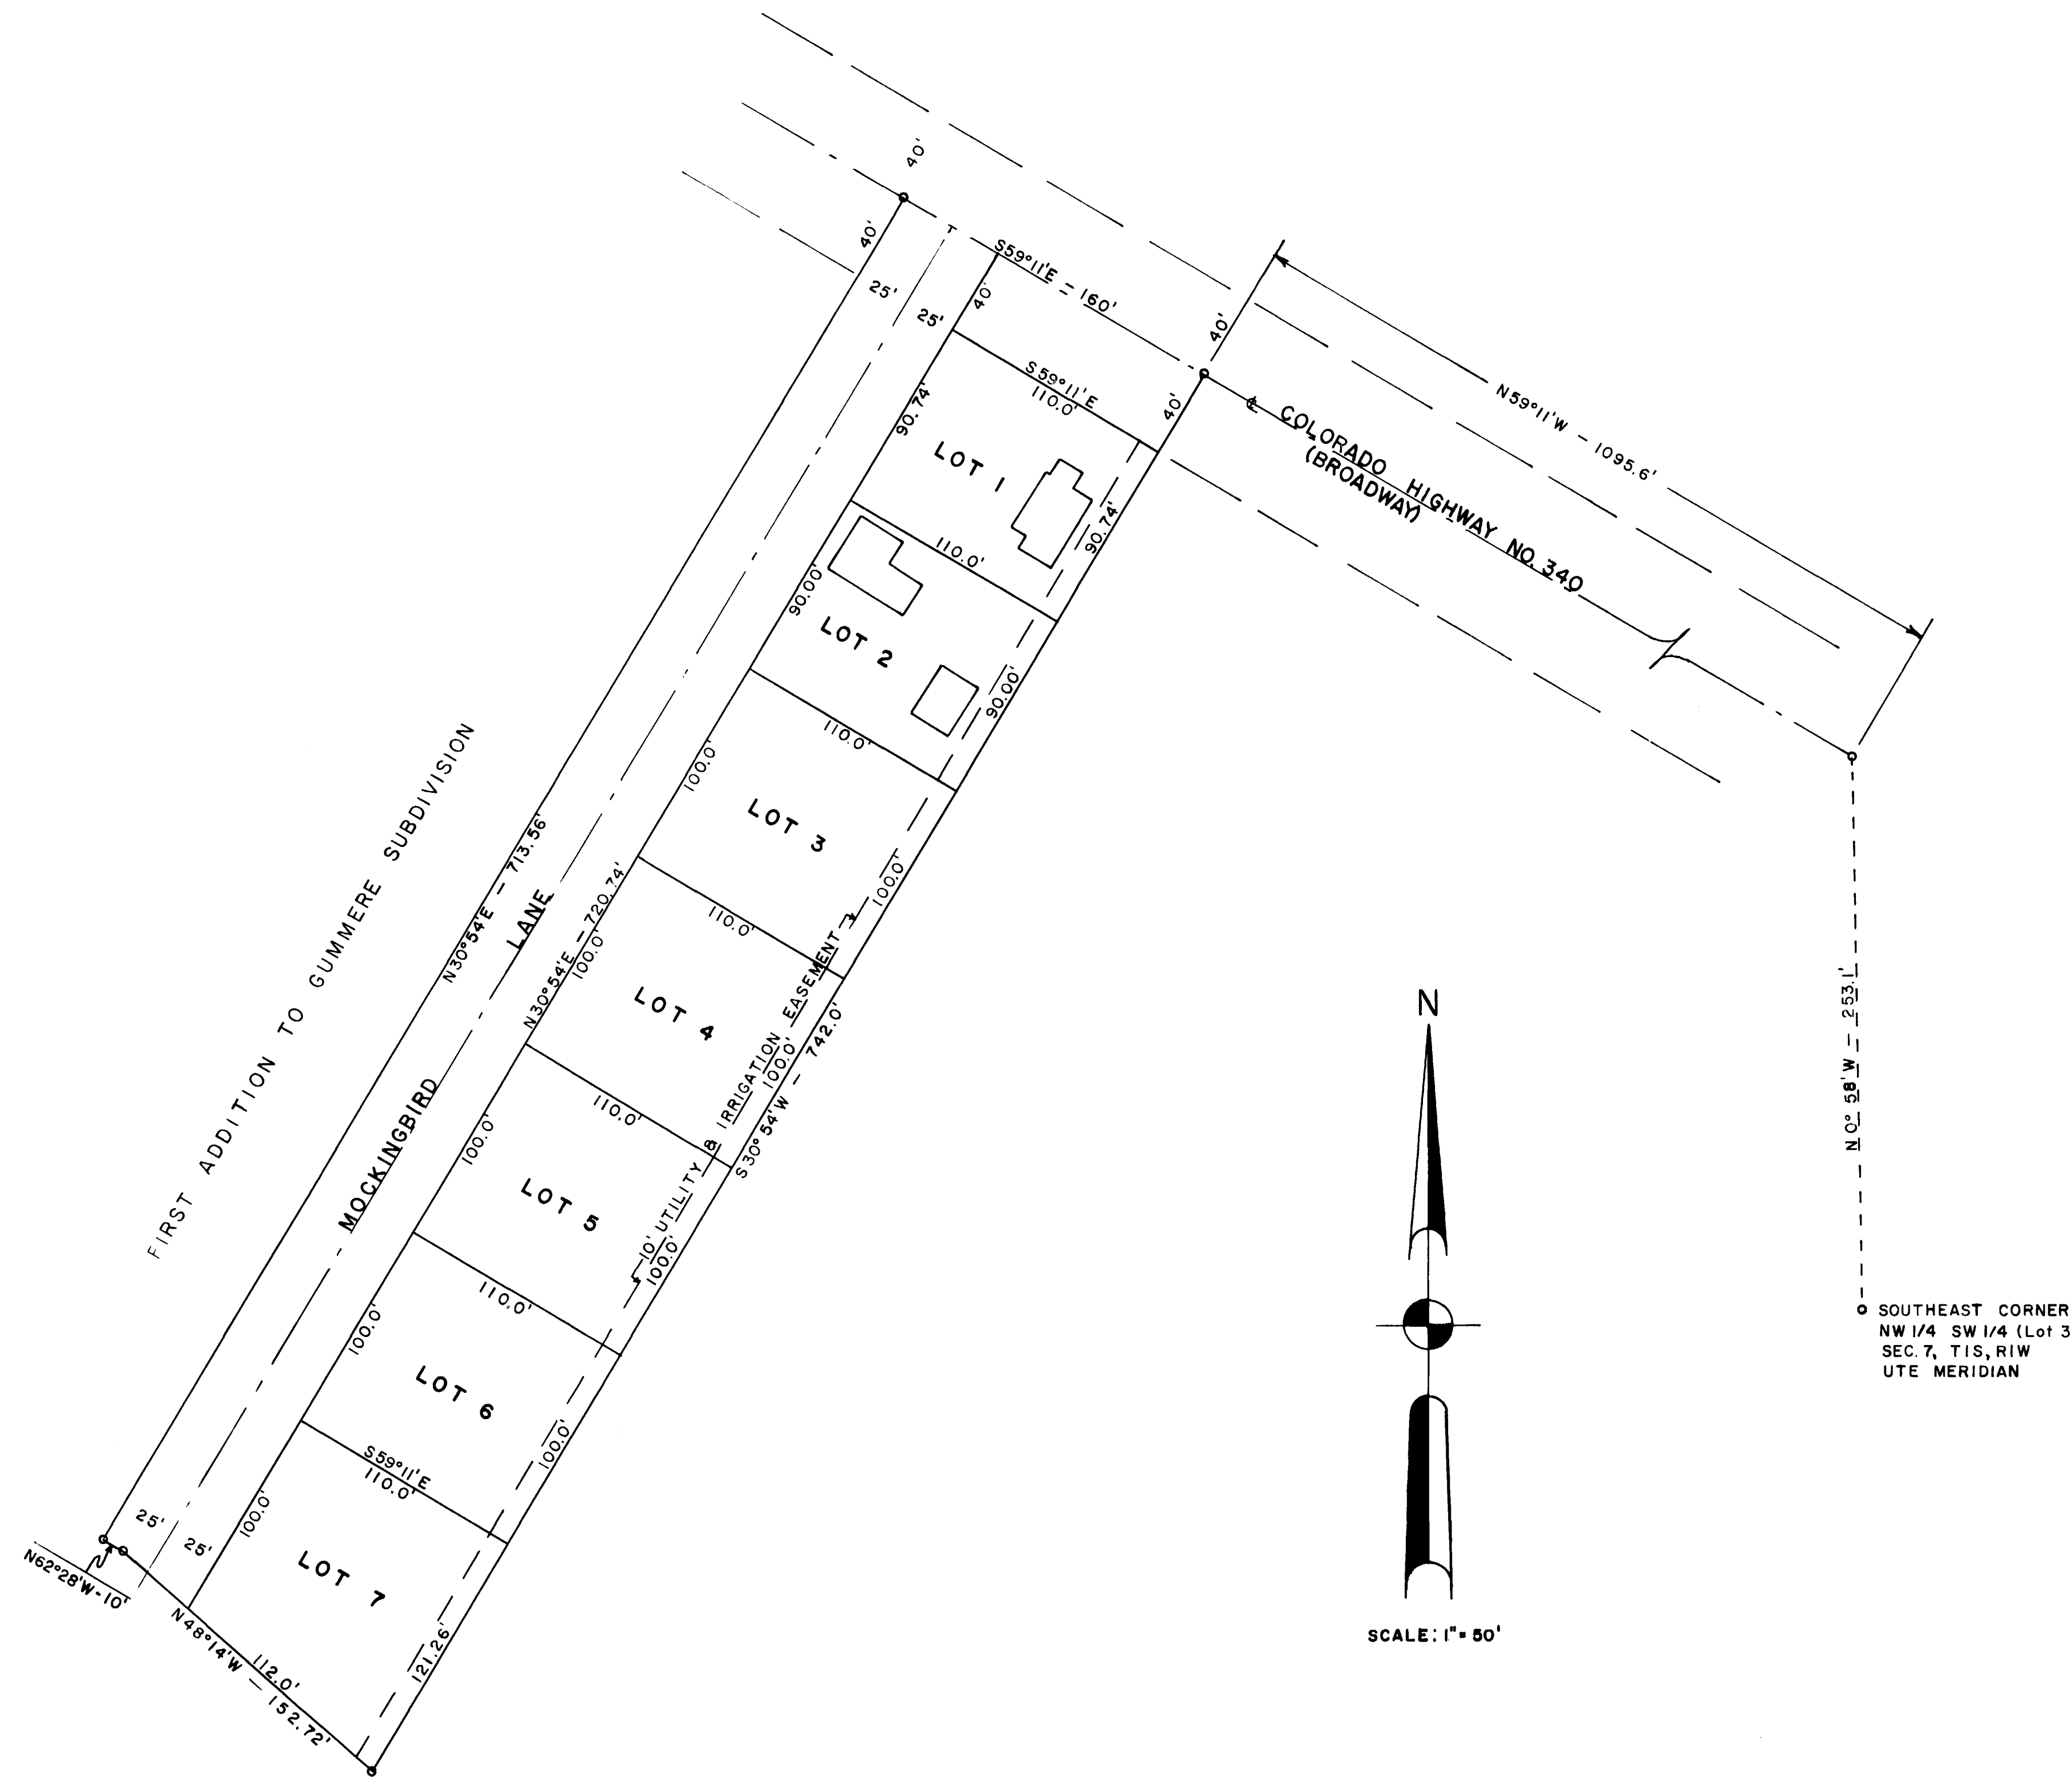 40'
40'
25'
25'
40'
S59°11'E – 160'
40'
40'
N59°11'W – 1095.6'
℄ COLORADO HIGHWAY NO. 340
(BROADWAY)
S59°11'E
110.0'
90.74'
LOT 1
90.74'
110.0'
90.00'
LOT 2
90.00'
110.0'
100.0'
LOT 3
100.0'
110.0'
100.0'
LOT 4
100.0'
110.0'
100.0'
LOT 5
100.0'
110.0'
100.0'
LOT 6
100.0'
S59°11'E
110.0'
100.0'
LOT 7
121.26'
112.0'
N48°14'W – 152.72'
N62°28'W-10'
25'
25'
FIRST ADDITION TO GUMMERE SUBDIVISION
N30°54'E – 713.56'
MOCKINGBIRD LANE
N30°54'E – 720.74'
10' UTILITY & IRRIGATION EASEMENT
S30°54'W – 742.0'
N0°58'W – 253.1'
SOUTHEAST CORNER
NW 1/4 SW 1/4 (Lot 3
SEC. 7, T1S, R1W
UTE MERIDIAN
N
SCALE: 1"=50'